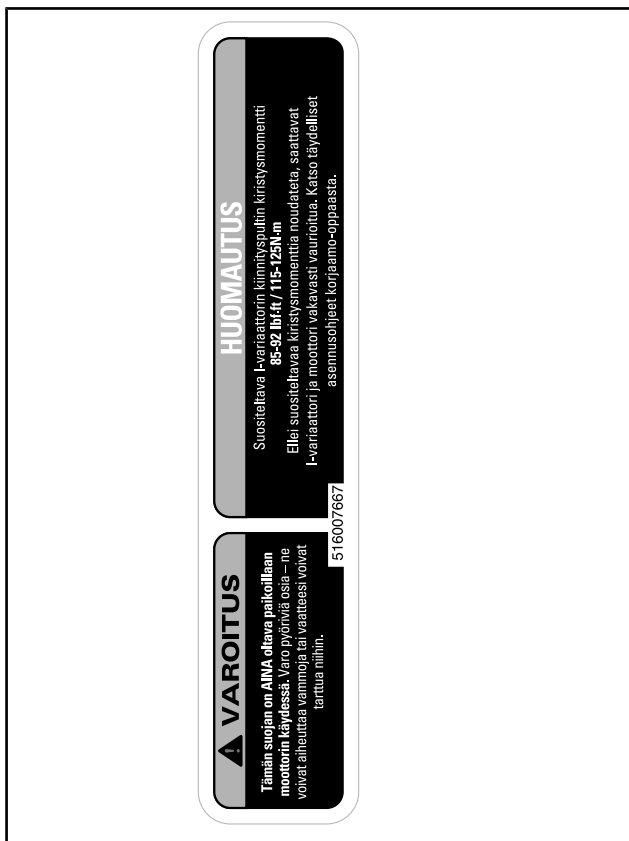 VAROITUS
Tämän suojan on AINA oltava paikoillaan
moottorin käydessä. Varo pyöriviä osia – ne
voivat aiheuttaa vammoja tai vaatteesi voivat
tarttua niihin.
516007667
HUOMAUTUS
Suositeltava I-variaattorin kiinnityspultin kiristysmomentti
85-92 lbf·ft / 115-125N·m
Ellei suositeltavaa kiristysmomenttia noudateta, saattavat
I-variaattori ja moottori vakavasti vaurioitua. Katso täydelliset
asennusohjeet korjaamo-oppaasta.